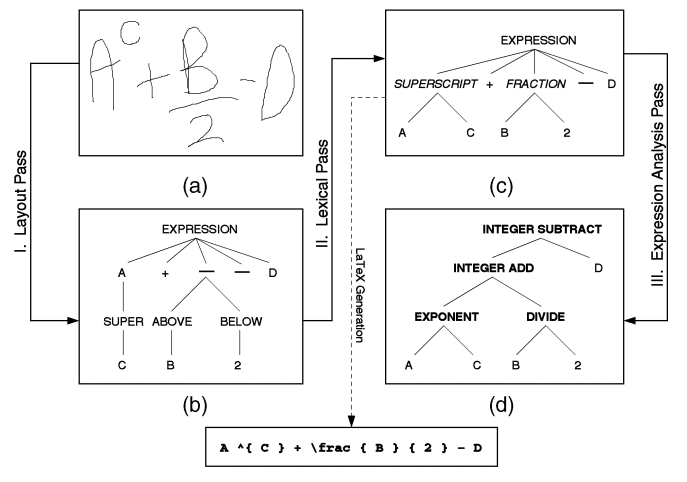 A^C + B/2 - D
(a)
I. Layout Pass
EXPRESSION
A + — — D
SUPER ABOVE BELOW
C B 2
(b)
II. Lexical Pass
EXPRESSION
SUPERSCRIPT + FRACTION — D
A C B 2
(c)
LaTeX Generation
III. Expression Analysis Pass
INTEGER SUBTRACT
INTEGER ADD D
EXPONENT DIVIDE
A C B 2
(d)
A ^{ C } + \frac { B } { 2 } - D